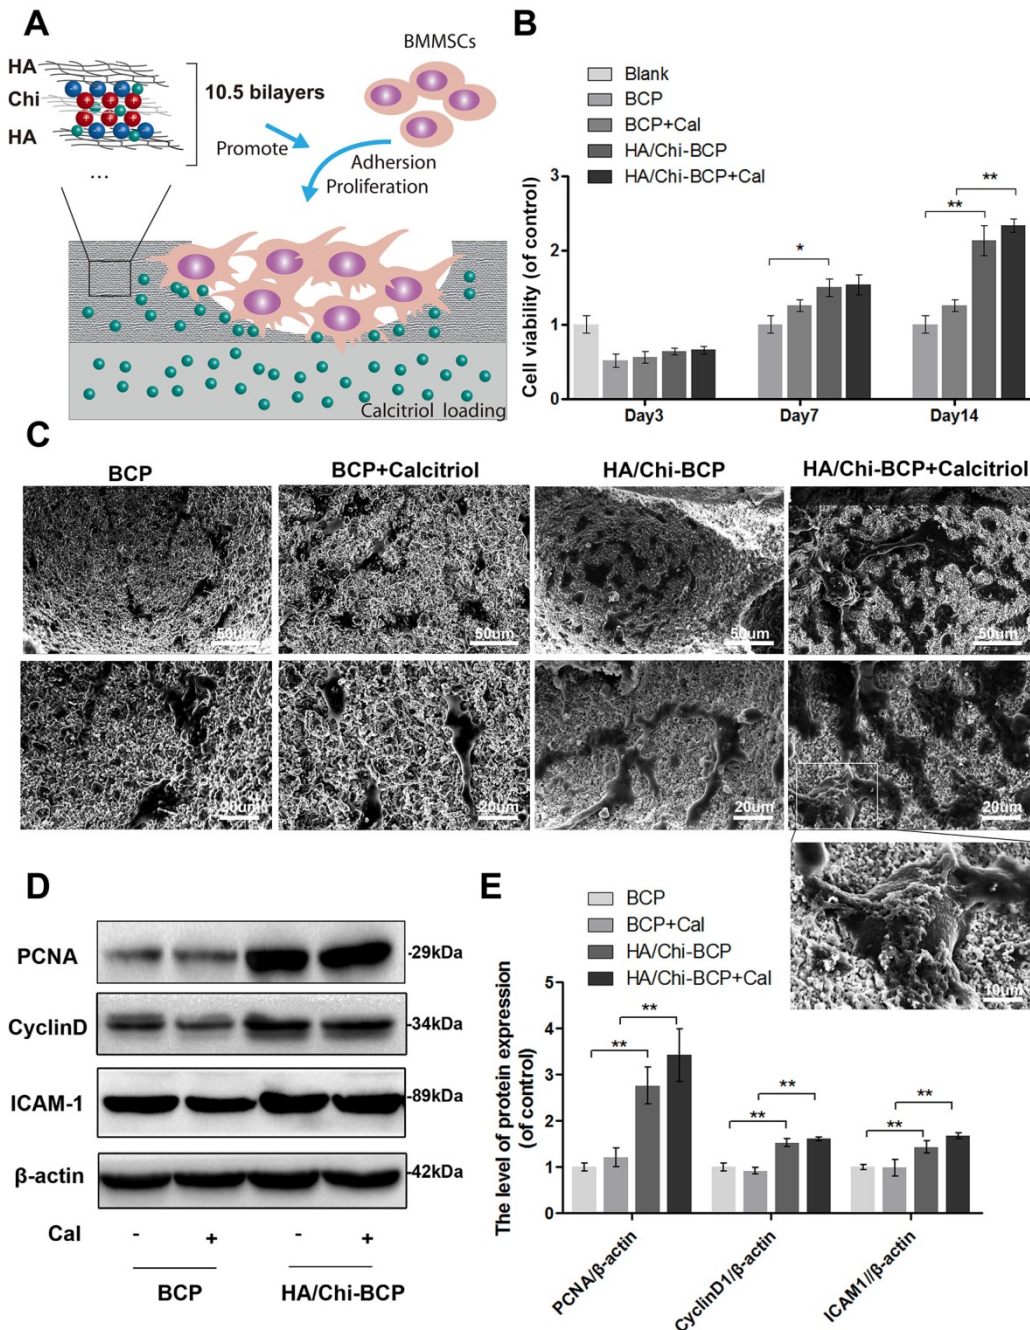 A
HA
Chi
HA
...
10.5 bilayers
Promote
BMMSCs
Adhersion
Proliferation
Calcitriol loading
B
Blank
BCP
BCP+Cal
HA/Chi-BCP
HA/Chi-BCP+Cal
Cell viability (of control)
3
2
1
0
*
**
**
Day3 Day7 Day14
C
BCP BCP+Calcitriol HA/Chi-BCP HA/Chi-BCP+Calcitriol
50um 50um 50um 50um
20um 20um 20um 20um
10um
D
PCNA -29kDa
CyclinD -34kDa
ICAM-1 -89kDa
β-actin -42kDa
Cal - + - +
BCP HA/Chi-BCP
E
BCP
BCP+Cal
HA/Chi-BCP
HA/Chi-BCP+Cal
The level of protein expression
(of control)
5
4
3
2
1
0
**
**
**
**
**
**
PCNA/β-actin
CyclinD1/β-actin
ICAM1//β-actin